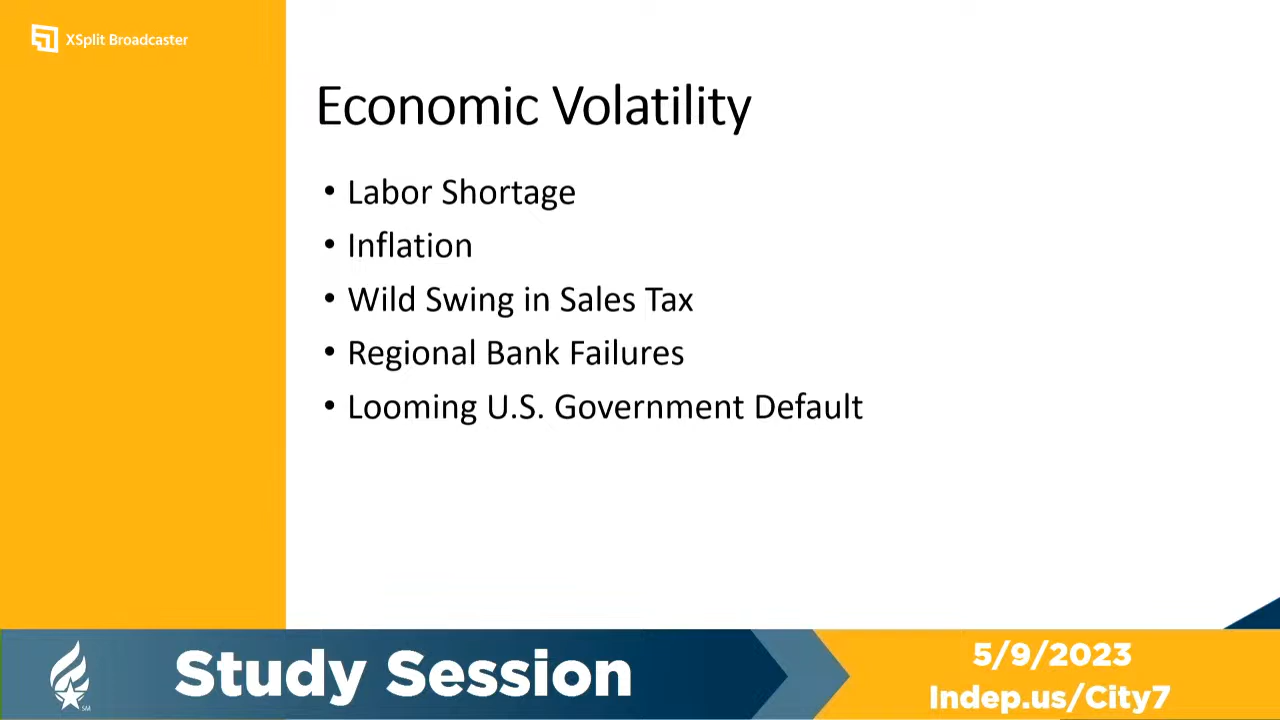 XSplit Broadcaster
Economic Volatility
• Labor Shortage
• Inflation
• Wild Swing in Sales Tax
• Regional Bank Failures
• Looming U.S. Government Default
Study Session
SM
5/9/2023
Indep.us/City7